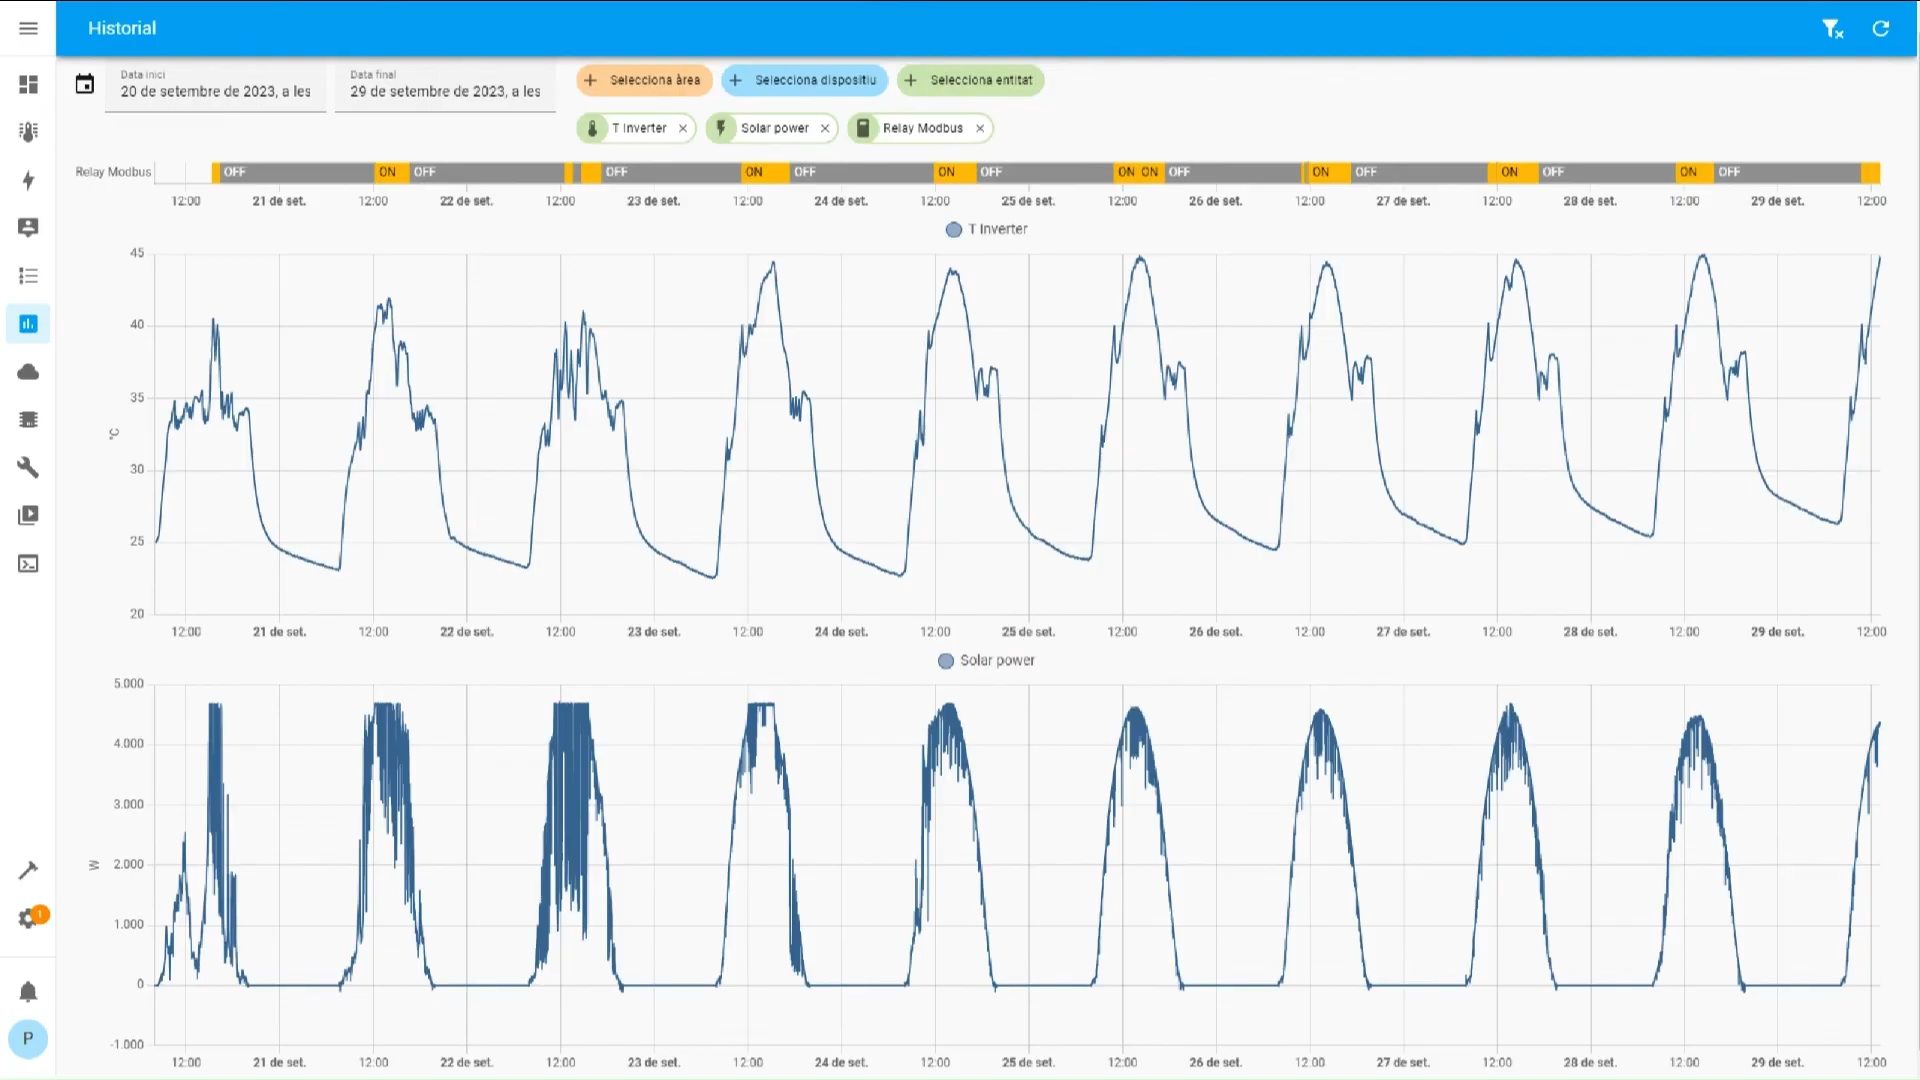 Historial
Data inici
20 de setembre de 2023, a les
Data final
29 de setembre de 2023, a les
Selecciona àrea
Selecciona dispositiu
Selecciona entitat
T Inverter
Solar power
Relay Modbus
Relay Modbus
OFF ON OFF OFF ON OFF ON OFF ON ON OFF ON OFF ON OFF ON OFF
12:00 21 de set. 12:00 22 de set. 12:00 23 de set. 12:00 24 de set. 12:00 25 de set. 12:00 26 de set. 12:00 27 de set. 12:00 28 de set. 12:00 29 de set. 12:00
T Inverter
45
40
35
°C
30
25
20
12:00 21 de set. 12:00 22 de set. 12:00 23 de set. 12:00 24 de set. 12:00 25 de set. 12:00 26 de set. 12:00 27 de set. 12:00 28 de set. 12:00 29 de set. 12:00
Solar power
5.000
4.000
3.000
W
2.000
1.000
0
-1.000
12:00 21 de set. 12:00 22 de set. 12:00 23 de set. 12:00 24 de set. 12:00 25 de set. 12:00 26 de set. 12:00 27 de set. 12:00 28 de set. 12:00 29 de set. 12:00
1
P